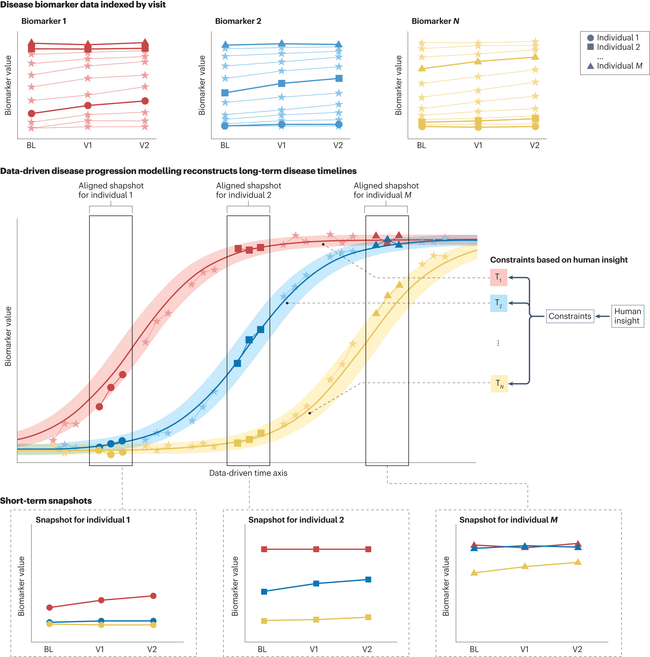 Disease biomarker data indexed by visit
Biomarker 1
Biomarker 2
Biomarker N
Biomarker value
BL
V1
V2
Biomarker value
BL
V1
V2
Biomarker value
BL
V1
V2
Individual 1
Individual 2
...
Individual M
Data-driven disease progression modelling reconstructs long-term disease timelines
Aligned shapshot
for individual 1
Aligned shapshot
for individual 2
Aligned shapshot
for individual M
Biomarker value
Data-driven time axis
Constraints based on human insight
T1
T2
...
TN
Constraints
Human
insight
Short-term snapshots
Snapshot for individual 1
Snapshot for individual 2
Snapshot for individual M
Biomarker value
BL
V1
V2
Biomarker value
BL
V1
V2
Biomarker value
BL
V1
V2